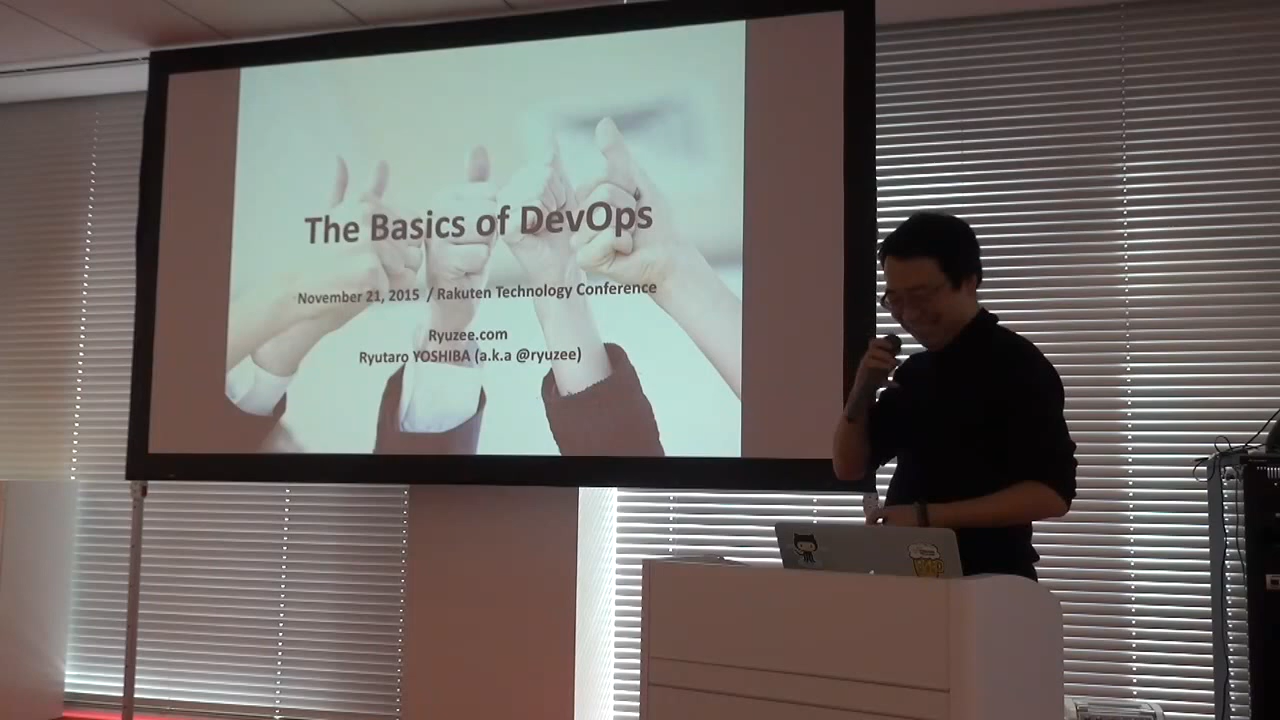 The Basics of DevOps
November 21, 2015 / Rakuten Technology Conference
Ryuzee.com
Ryutaro YOSHIBA (a.k.a @ryuzee)